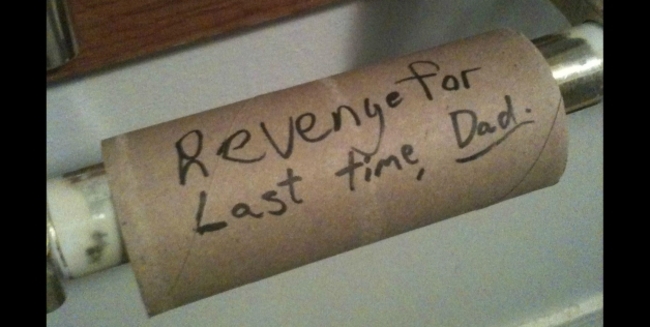 Revenge for
Last time, Dad.